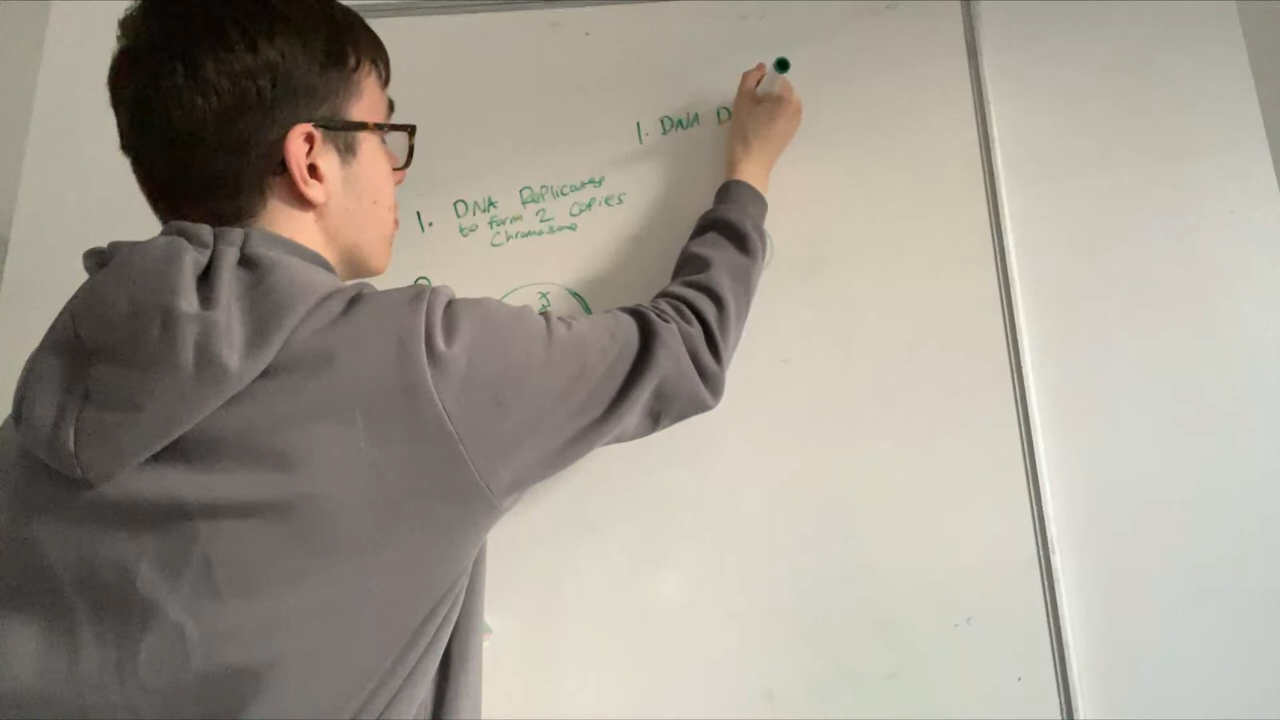 1. DNA D
1. DNA Replicates
to form 2 Copies
Chromosome